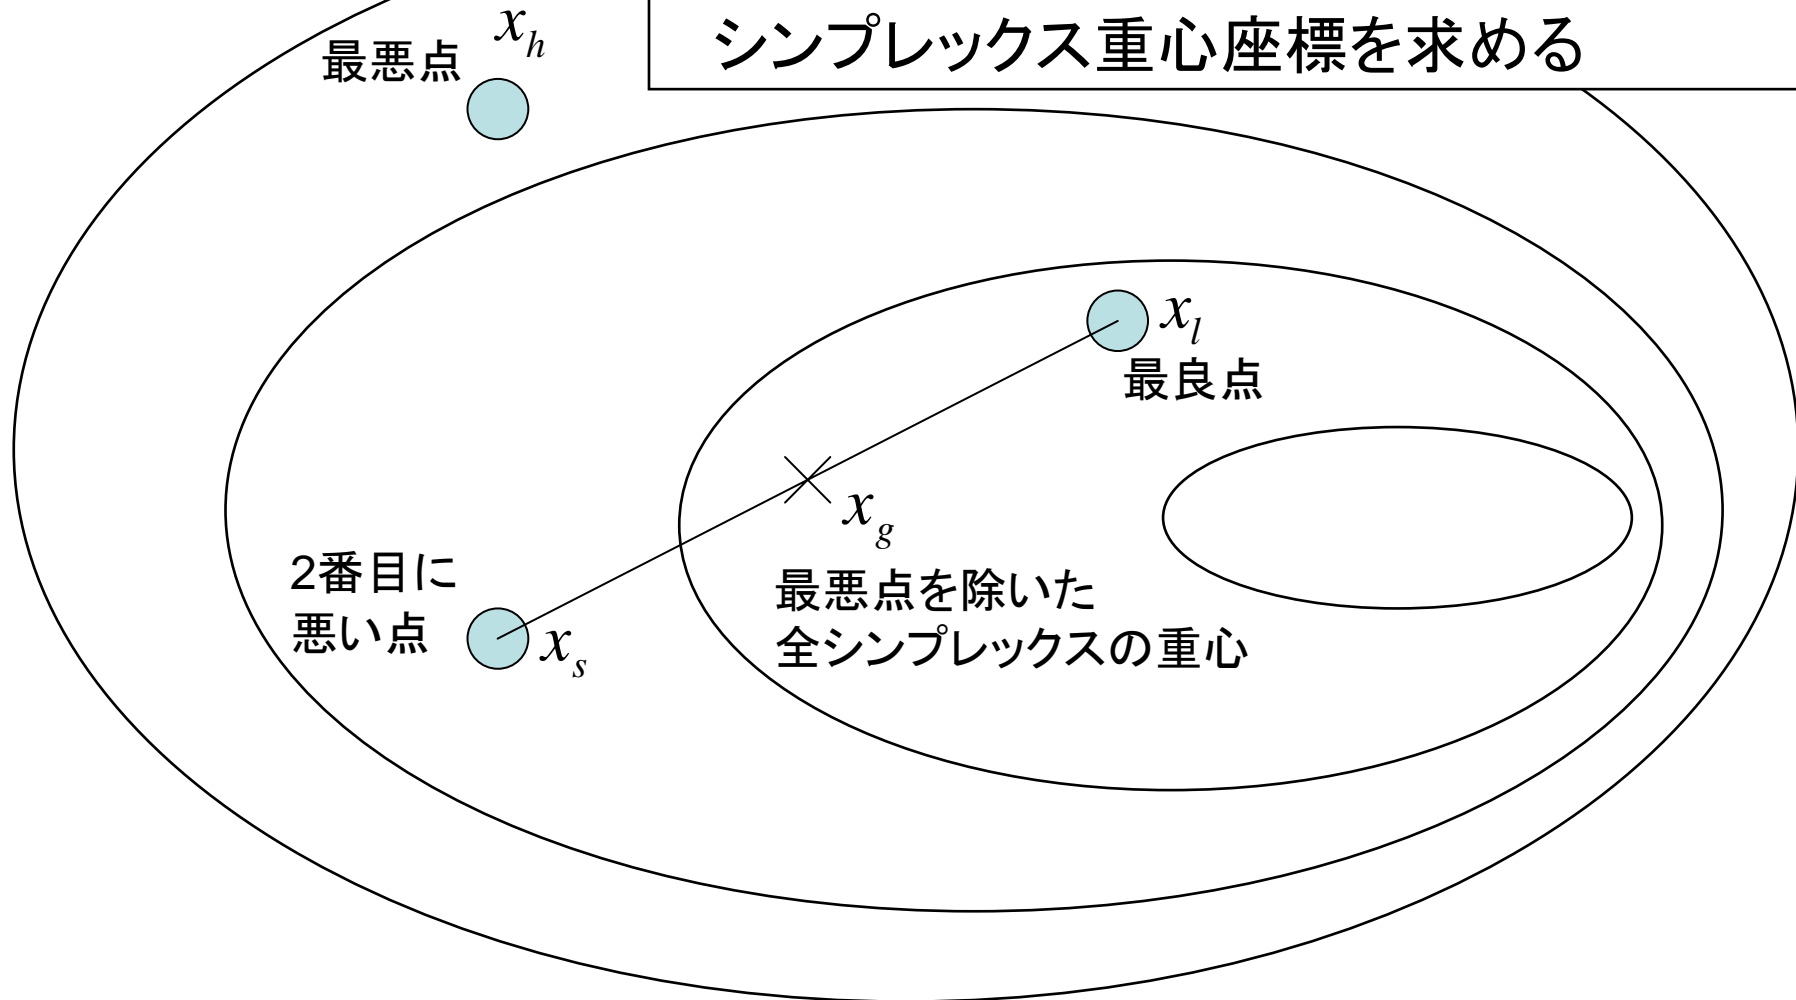 シンプレックス重心座標を求める
x_h
最悪点
x_l
最良点
x_g
最悪点を除いた
全シンプレックスの重心
2番目に
悪い点
x_s